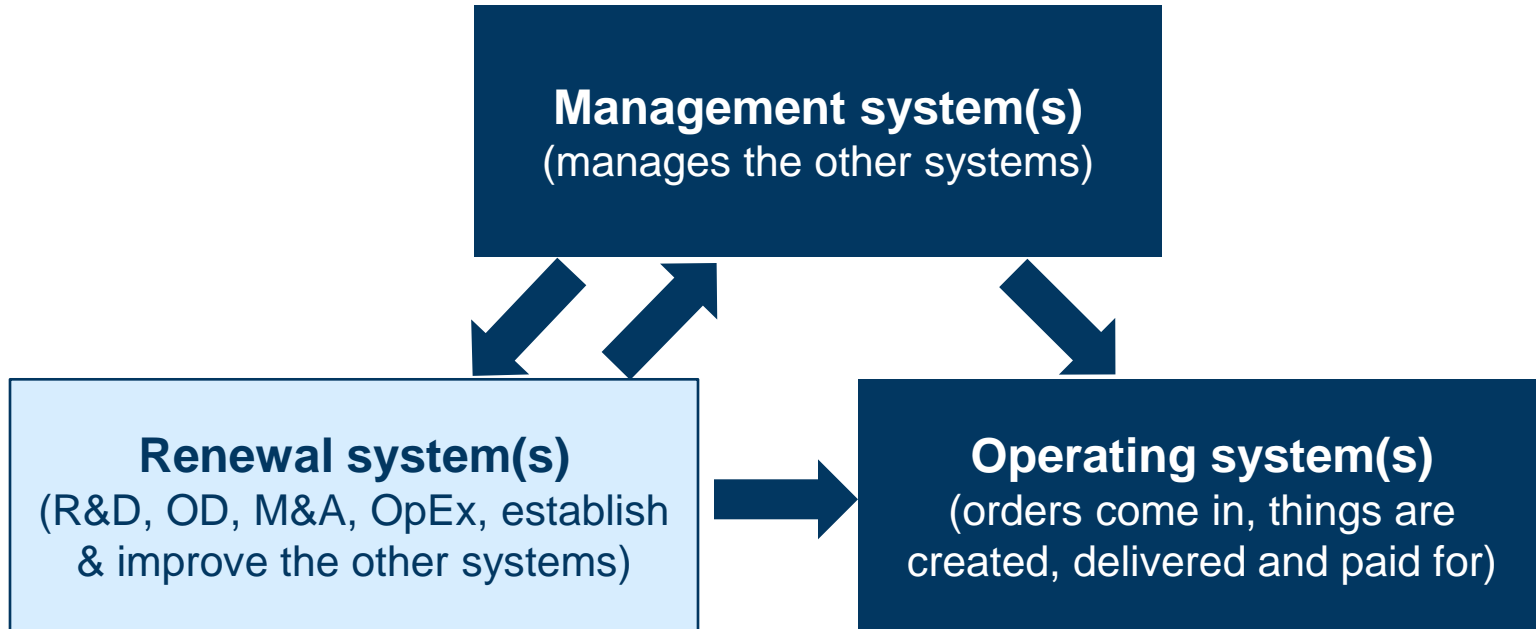 Management system(s)
(manages the other systems)
Renewal system(s)
(R&D, OD, M&A, OpEx, establish
& improve the other systems)
Operating system(s)
(orders come in, things are
created, delivered and paid for)